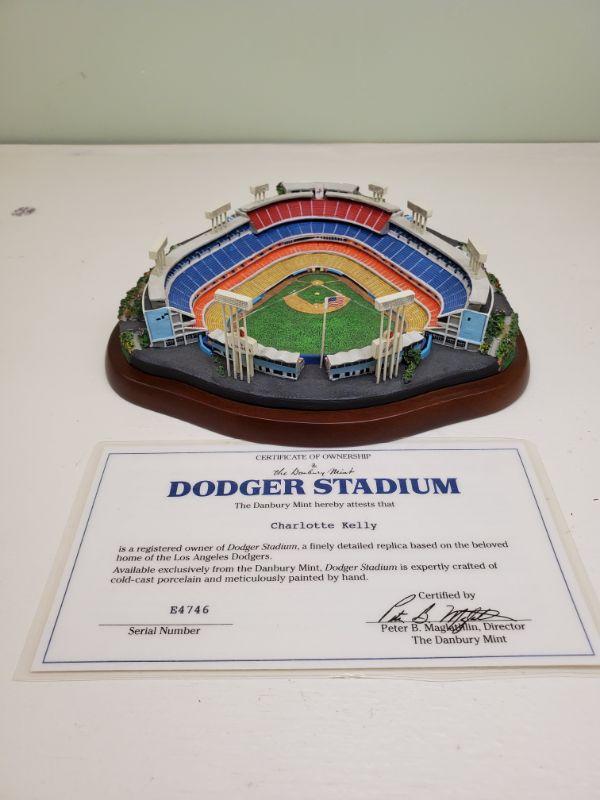 CERTIFICATE OF OWNERSHIP
&
the Danbury Mint
DODGER STADIUM
The Danbury Mint hereby attests that
Charlotte Kelly
is a registered owner of Dodger Stadium, a finely detailed replica based on the beloved
home of the Los Angeles Dodgers.
Available exclusively from the Danbury Mint, Dodger Stadium is expertly crafted of
cold-cast porcelain and meticulously painted by hand.
Certified by
E4746
Serial Number
Peter B. Maglathlin, Director
The Danbury Mint